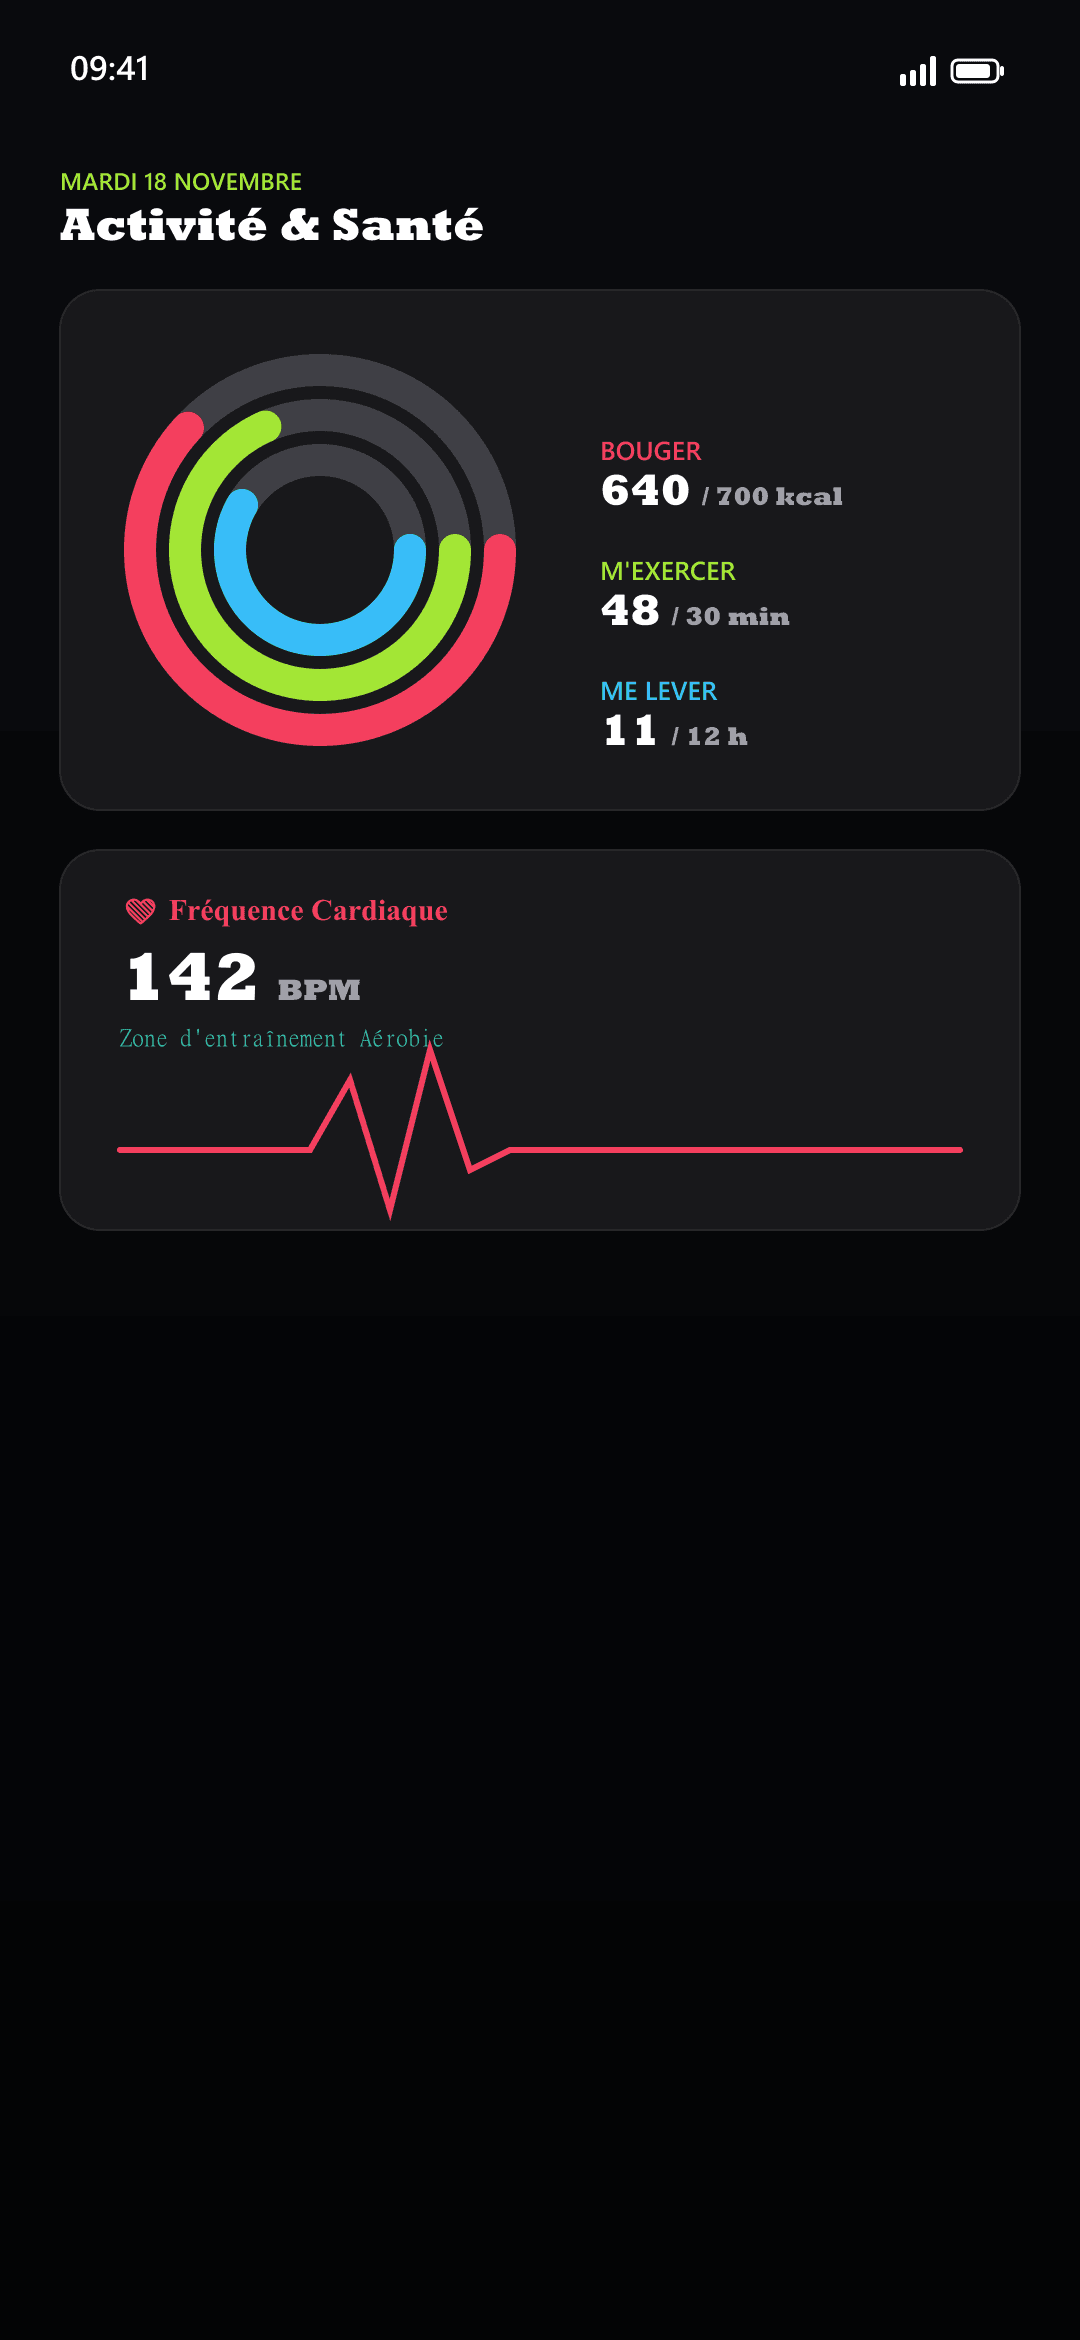 09:41
MARDI 18 NOVEMBRE
Activité & Santé
BOUGER
640 / 700 kcal
M'EXERCER
48 / 30 min
ME LEVER
11 / 12 h
Fréquence Cardiaque
142 BPM
Zone d'entraînement Aérobie